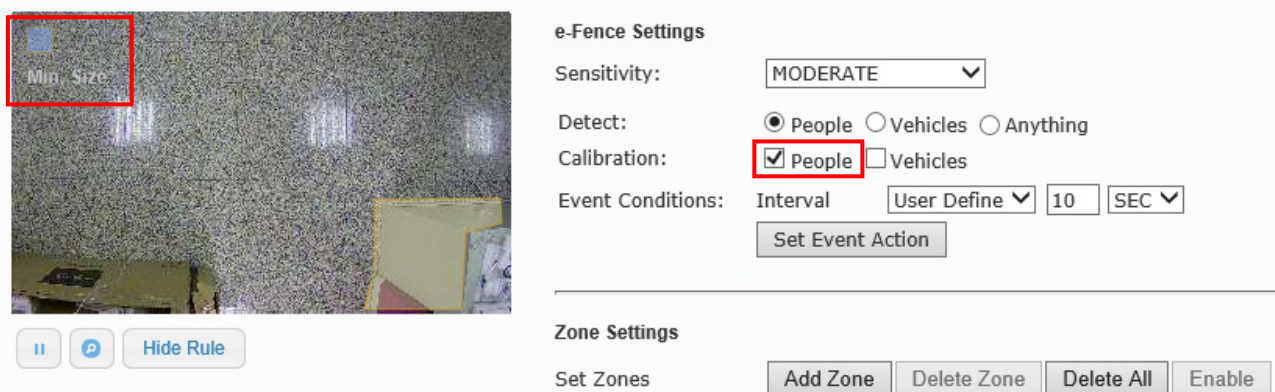 Min. Size
Hide Rule
e-Fence Settings
Sensitivity: MODERATE
Detect: People Vehicles Anything
Calibration: People Vehicles
Event Conditions: Interval User Define 10 SEC
Set Event Action
Zone Settings
Set Zones Add Zone Delete Zone Delete All Enable